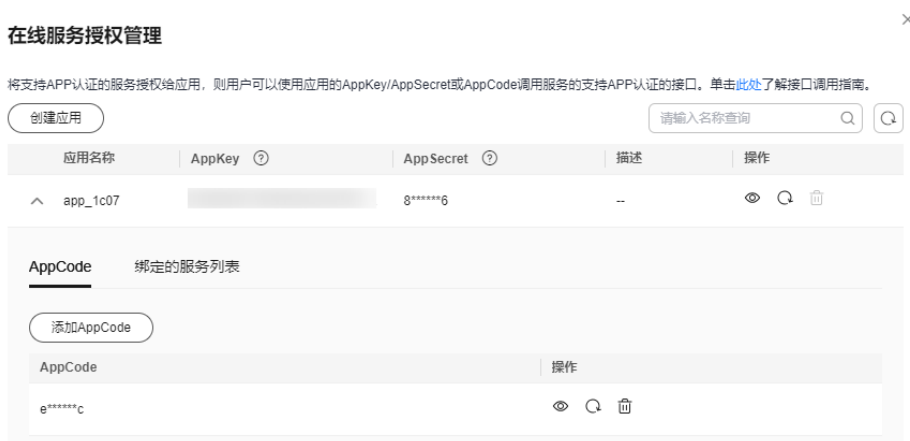 在线服务授权管理
将支持APP认证的服务授权给应用，则用户可以使用应用的AppKey/AppSecret或AppCode调用服务的支持APP认证的接口。单击此处了解接口调用指南。
创建应用 请输入名称查询
应用名称 AppKey AppSecret 描述 操作
app_1c07 8******6 --
AppCode 绑定的服务列表
添加AppCode
AppCode 操作
e******c